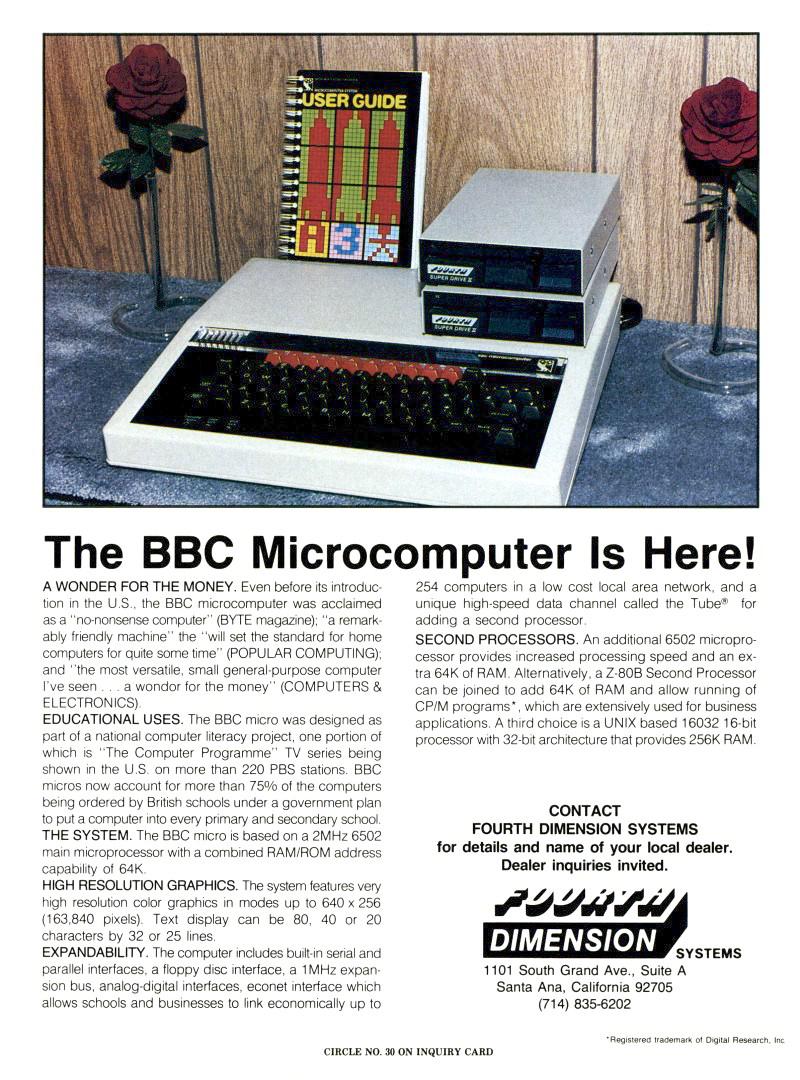 USER GUIDE
A 3
FOURTH
SUPER DRIVE II
FOURTH
SUPER DRIVE II
bbc microcomputer
The BBC Microcomputer Is Here!
A WONDER FOR THE MONEY. Even before its introduc-
tion in the U.S., the BBC microcomputer was acclaimed
as a "no-nonsense computer" (BYTE magazine); "a remark-
ably friendly machine" the "will set the standard for home
computers for quite some time" (POPULAR COMPUTING);
and "the most versatile, small general-purpose computer
I've seen . . . a wondor for the money" (COMPUTERS &
ELECTRONICS).
EDUCATIONAL USES. The BBC micro was designed as
part of a national computer literacy project, one portion of
which is "The Computer Programme" TV series being
shown in the U.S. on more than 220 PBS stations. BBC
micros now account for more than 75% of the computers
being ordered by British schools under a government plan
to put a computer into every primary and secondary school.
THE SYSTEM. The BBC micro is based on a 2MHz 6502
main microprocessor with a combined RAM/ROM address
capability of 64K.
HIGH RESOLUTION GRAPHICS. The system features very
high resolution color graphics in modes up to 640 x 256
(163,840 pixels). Text display can be 80, 40 or 20
characters by 32 or 25 lines.
EXPANDABILITY. The computer includes built-in serial and
parallel interfaces, a floppy disc interface, a 1MHz expan-
sion bus, analog-digital interfaces, econet interface which
allows schools and businesses to link economically up to
254 computers in a low cost local area network, and a
unique high-speed data channel called the Tube® for
adding a second processor.
SECOND PROCESSORS. An additional 6502 micropro-
cessor provides increased processing speed and an ex-
tra 64K of RAM. Alternatively, a Z-80B Second Processor
can be joined to add 64K of RAM and allow running of
CP/M programs*, which are extensively used for business
applications. A third choice is a UNIX based 16032 16-bit
processor with 32-bit architecture that provides 256K RAM.
CONTACT
FOURTH DIMENSION SYSTEMS
for details and name of your local dealer.
Dealer inquiries invited.
FOURTH
DIMENSION SYSTEMS
1101 South Grand Ave., Suite A
Santa Ana, California 92705
(714) 835-6202
*Registered trademark of Digital Research, Inc
CIRCLE NO. 30 ON INQUIRY CARD